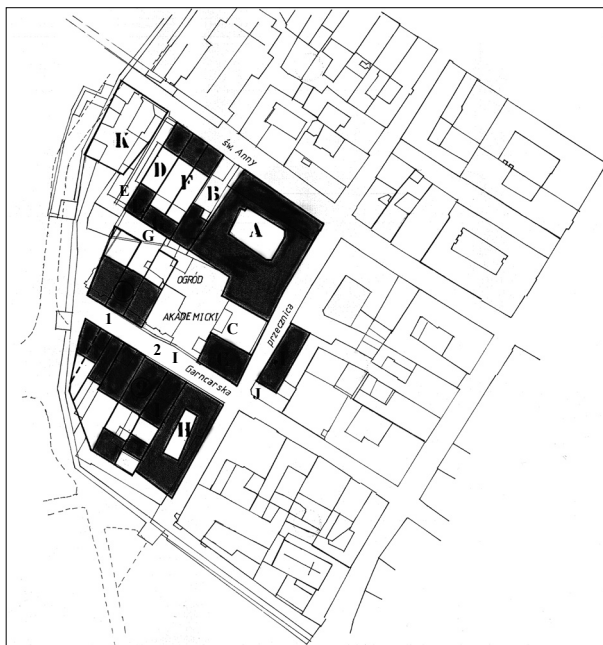 K
św. Anny
D
F
E
B
A
G
OGRÓD
AKADEMICKI
przecznica
1
C
2
I
Garncarska
J
H